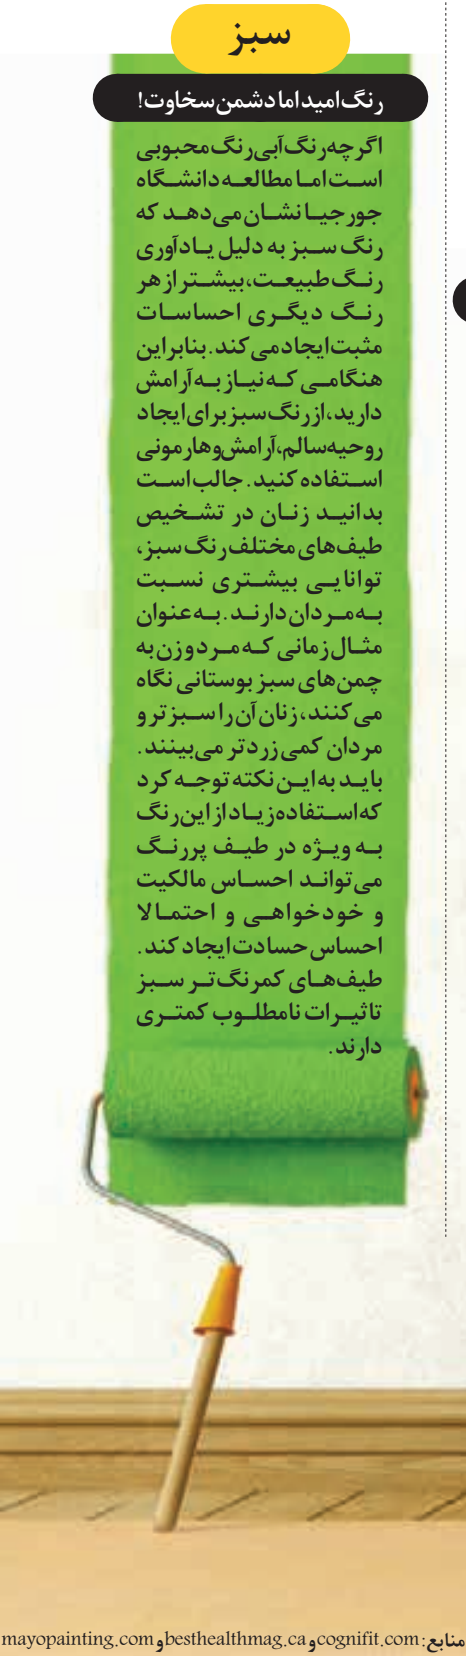 سبز
رنگ امید اما دشمن سخاوت!
اگرچه رنگ آبی رنگ محبوبی
است اما مطالعه دانشگاه
جورجیا نشان می‌دهد که
رنگ سبز به دلیل یادآوری
رنگ طبیعت، بیشتر از هر
رنگ دیگری احساسات
مثبت ایجاد می‌کند. بنابراین
هنگامی که نیاز به آرامش
دارید، از رنگ سبز برای ایجاد
روحیه سالم، آرامش و هارمونی
استفاده کنید. جالب است
بدانید زنان در تشخیص
طیف‌های مختلف رنگ سبز،
توانایی بیشتری نسبت
به مردان دارند. به عنوان
مثال زمانی که مرد و زن به
چمن‌های سبز بوستانی نگاه
می‌کنند، زنان آن را سبزتر و
مردان کمی زردتر می‌بینند.
باید به این نکته توجه کرد
که استفاده زیاد از این رنگ
به ویژه در طیف پررنگ
می‌تواند احساس مالکیت
و خودخواهی و احتمالا
احساس حسادت ایجاد کند.
طیف‌های کمرنگ‌تر سبز
تاثیرات نامطلوب کمتری
دارند.
منابع: cognifit.com و besthealthmag.ca و mayopainting.com